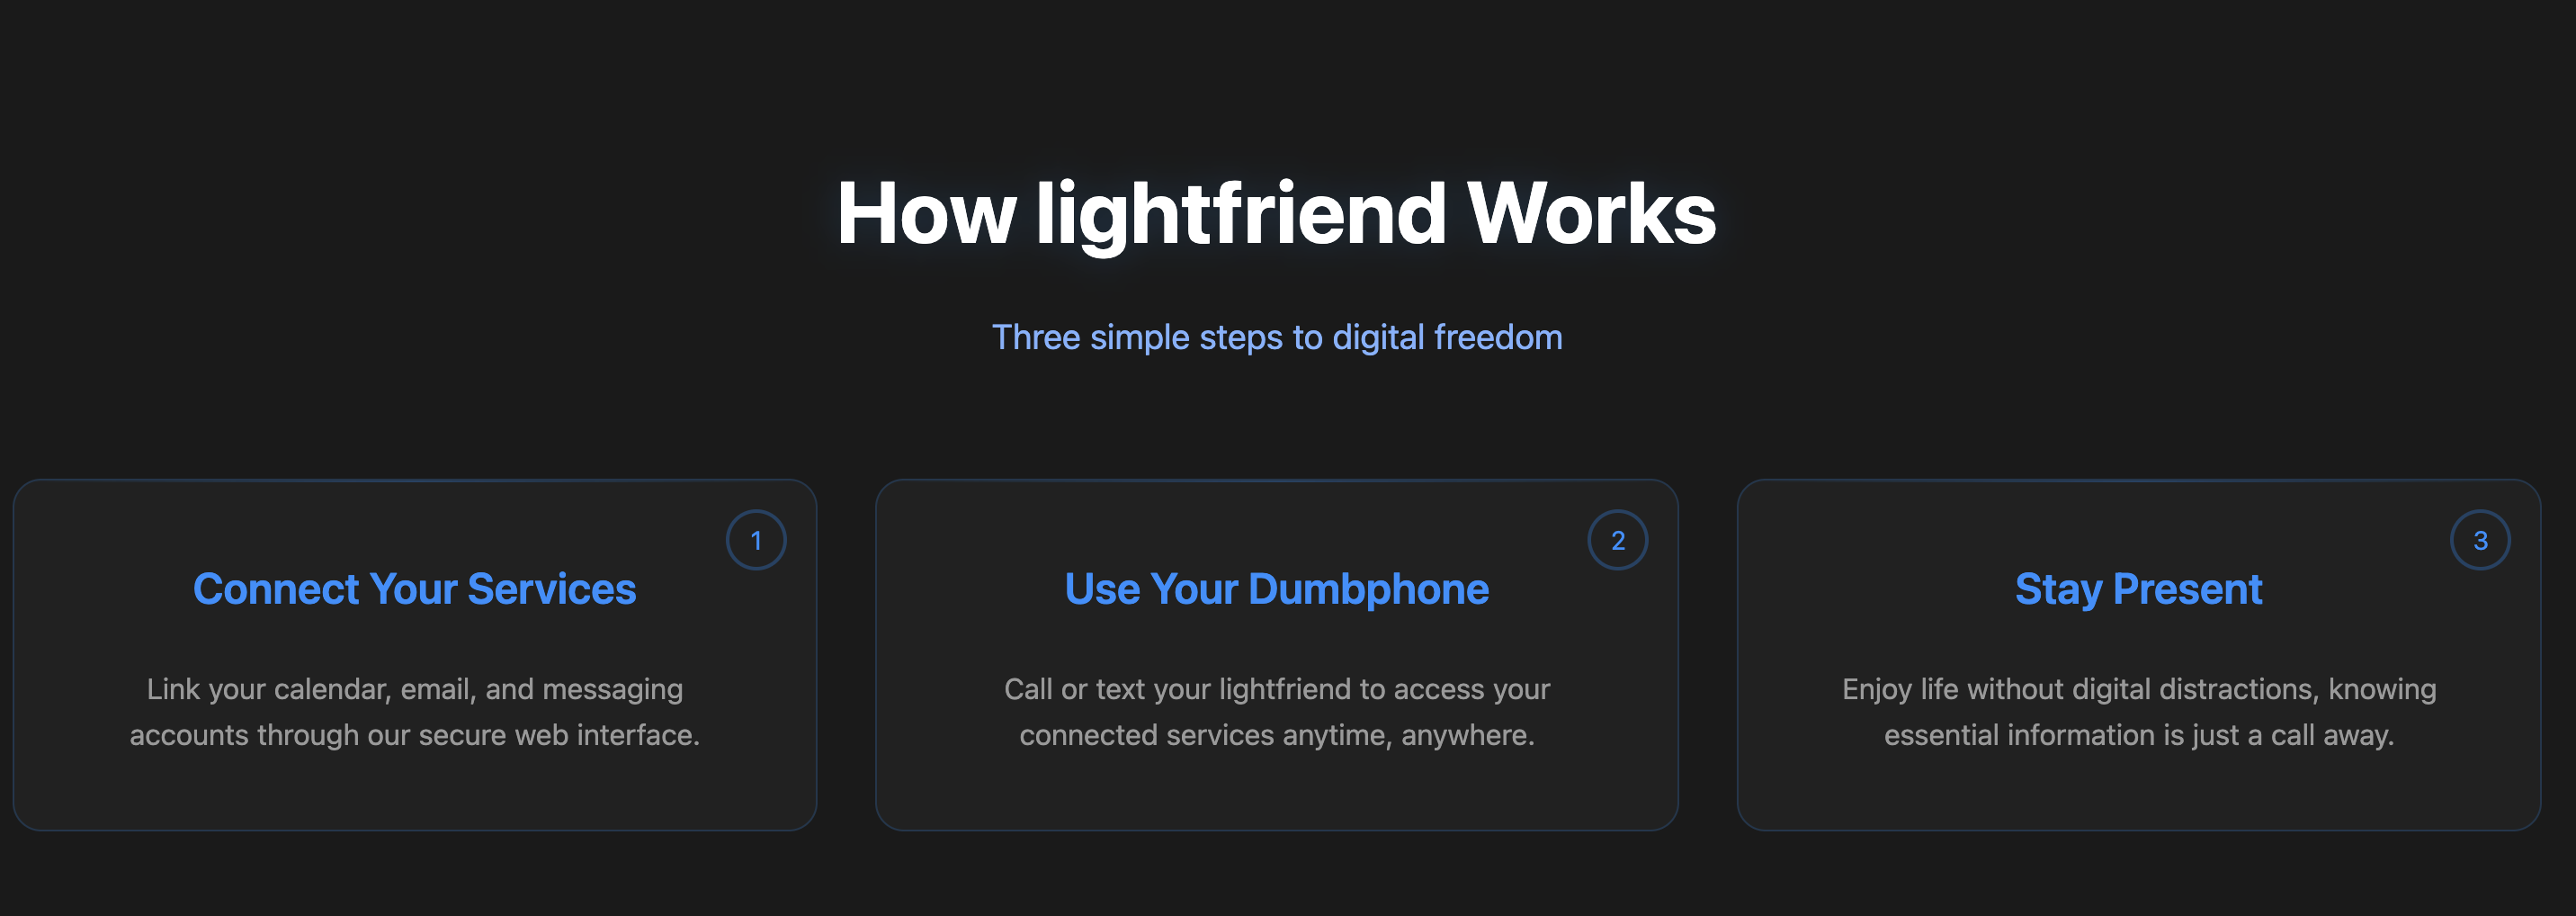 How lightfriend Works
Three simple steps to digital freedom
1
Connect Your Services
Link your calendar, email, and messaging
accounts through our secure web interface.
2
Use Your Dumbphone
Call or text your lightfriend to access your
connected services anytime, anywhere.
3
Stay Present
Enjoy life without digital distractions, knowing
essential information is just a call away.